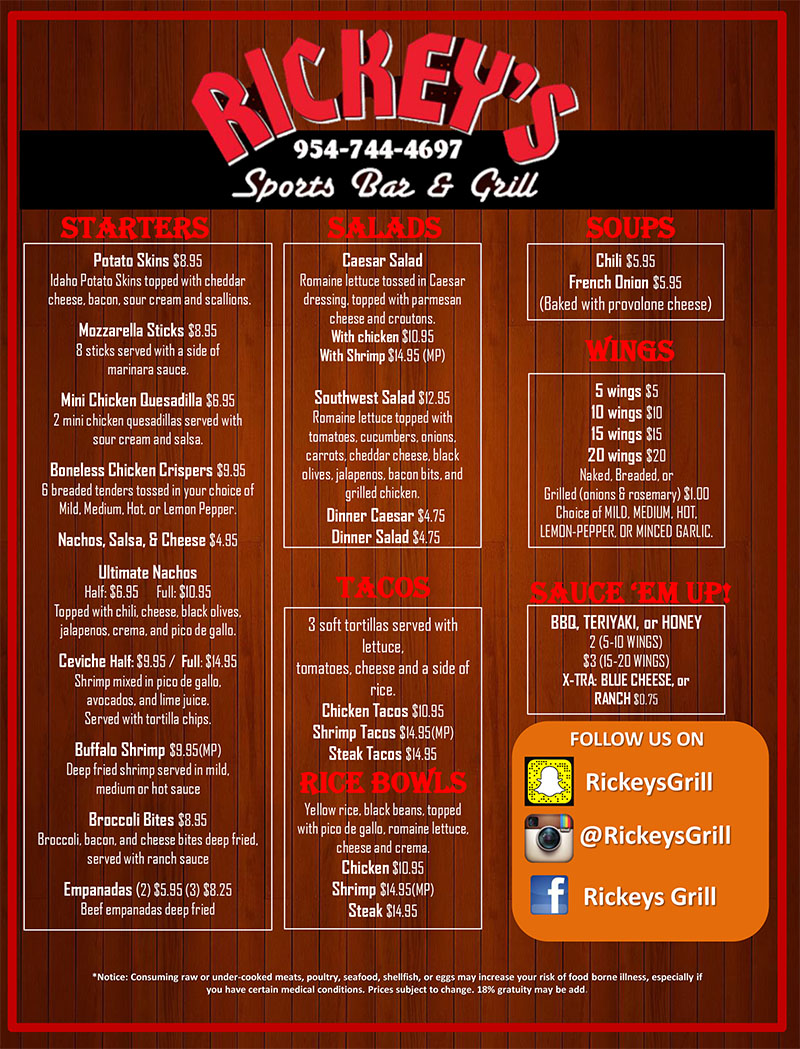 RICKEY'S
954-744-4697
Sports Bar & Grill
STARTERS
Potato Skins $8.95
Idaho Potato Skins topped with cheddar
cheese, bacon, sour cream and scallions.
Mozzarella Sticks $8.95
8 sticks served with a side of
marinara sauce.
Mini Chicken Quesadilla $6.95
2 mini chicken quesadillas served with
sour cream and salsa.
Boneless Chicken Crispers $9.95
6 breaded tenders tossed in your choice of
Mild, Medium, Hot, or Lemon Pepper.
Nachos, Salsa, & Cheese $4.95
Ultimate Nachos
Half: $6.95 Full: $10.95
Topped with chili, cheese, black olives,
jalapenos, crema, and pico de gallo.
Ceviche Half: $9.95 / Full: $14.95
Shrimp mixed in pico de gallo,
avocados, and lime juice.
Served with tortilla chips.
Buffalo Shrimp $9.95(MP)
Deep fried shrimp served in mild,
medium or hot sauce
Broccoli Bites $8.95
Broccoli, bacon, and cheese bites deep fried,
served with ranch sauce
Empanadas (2) $5.95 (3) $8.25
Beef empanadas deep fried
SALADS
Caesar Salad
Romaine lettuce tossed in Caesar
dressing, topped with parmesan
cheese and croutons.
With chicken $10.95
With Shrimp $14.95 (MP)
Southwest Salad $12.95
Romaine lettuce topped with
tomatoes, cucumbers, onions,
carrots, cheddar cheese, black
olives, jalapenos, bacon bits, and
grilled chicken.
Dinner Caesar $4.75
Dinner Salad $4.75
TACOS
3 soft tortillas served with
lettuce,
tomatoes, cheese and a side of
rice.
Chicken Tacos $10.95
Shrimp Tacos $14.95(MP)
Steak Tacos $14.95
RICE BOWLS
Yellow rice, black beans, topped
with pico de gallo, romaine lettuce,
cheese and crema.
Chicken $10.95
Shrimp $14.95(MP)
Steak $14.95
SOUPS
Chili $5.95
French Onion $5.95
(Baked with provolone cheese)
WINGS
5 wings $5
10 wings $10
15 wings $15
20 wings $20
Naked, Breaded, or
Grilled (onions & rosemary) $1.00
Choice of MILD, MEDIUM, HOT,
LEMON-PEPPER, OR MINCED GARLIC.
SAUCE 'EM UP!
BBQ, TERIYAKI, or HONEY
2 (5-10 WINGS)
$3 (15-20 WINGS)
X-TRA: BLUE CHEESE, or
RANCH $0.75
FOLLOW US ON
RickeysGrill
@RickeysGrill
Rickeys Grill
*Notice: Consuming raw or under-cooked meats, poultry, seafood, shellfish, or eggs may increase your risk of food borne illness, especially if
you have certain medical conditions. Prices subject to change. 18% gratuity may be add.